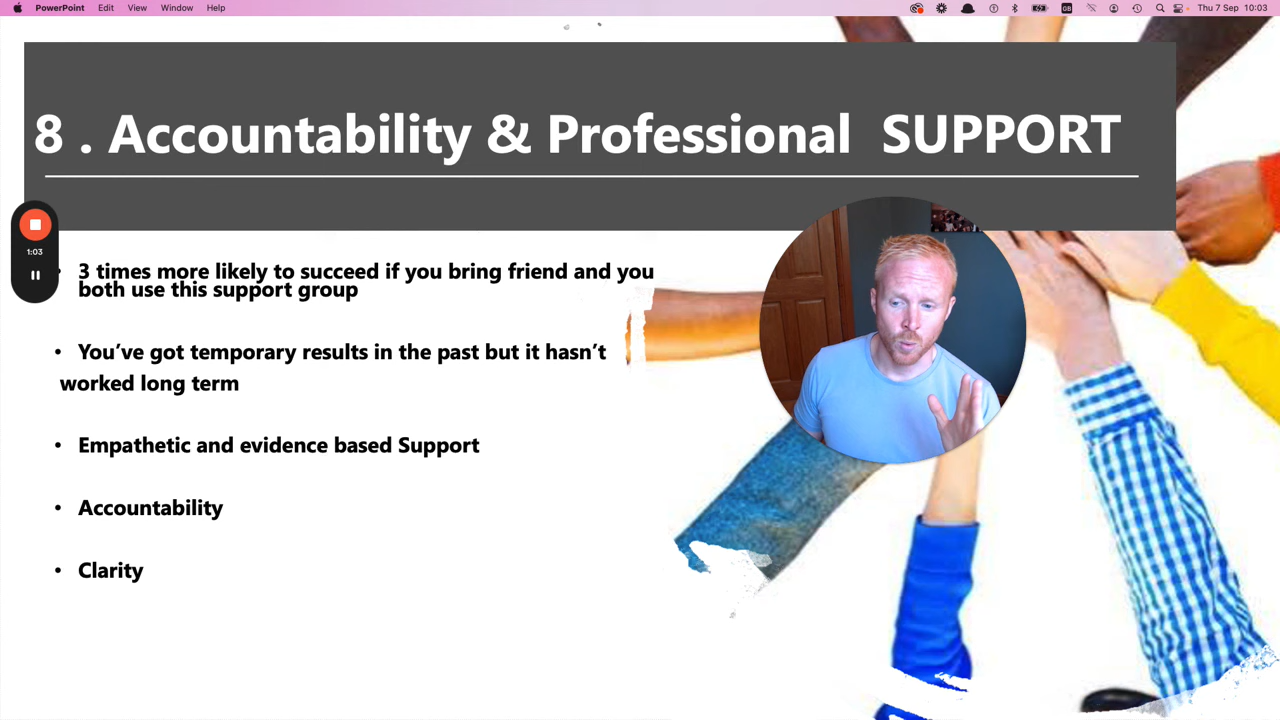 PowerPoint Edit View Window Help
GB
Thu 7 Sep 10:03
8 . Accountability & Professional SUPPORT
1:03
• 3 times more likely to succeed if you bring friend and you
both use this support group
• You’ve got temporary results in the past but it hasn’t
worked long term
• Empathetic and evidence based Support
• Accountability
• Clarity